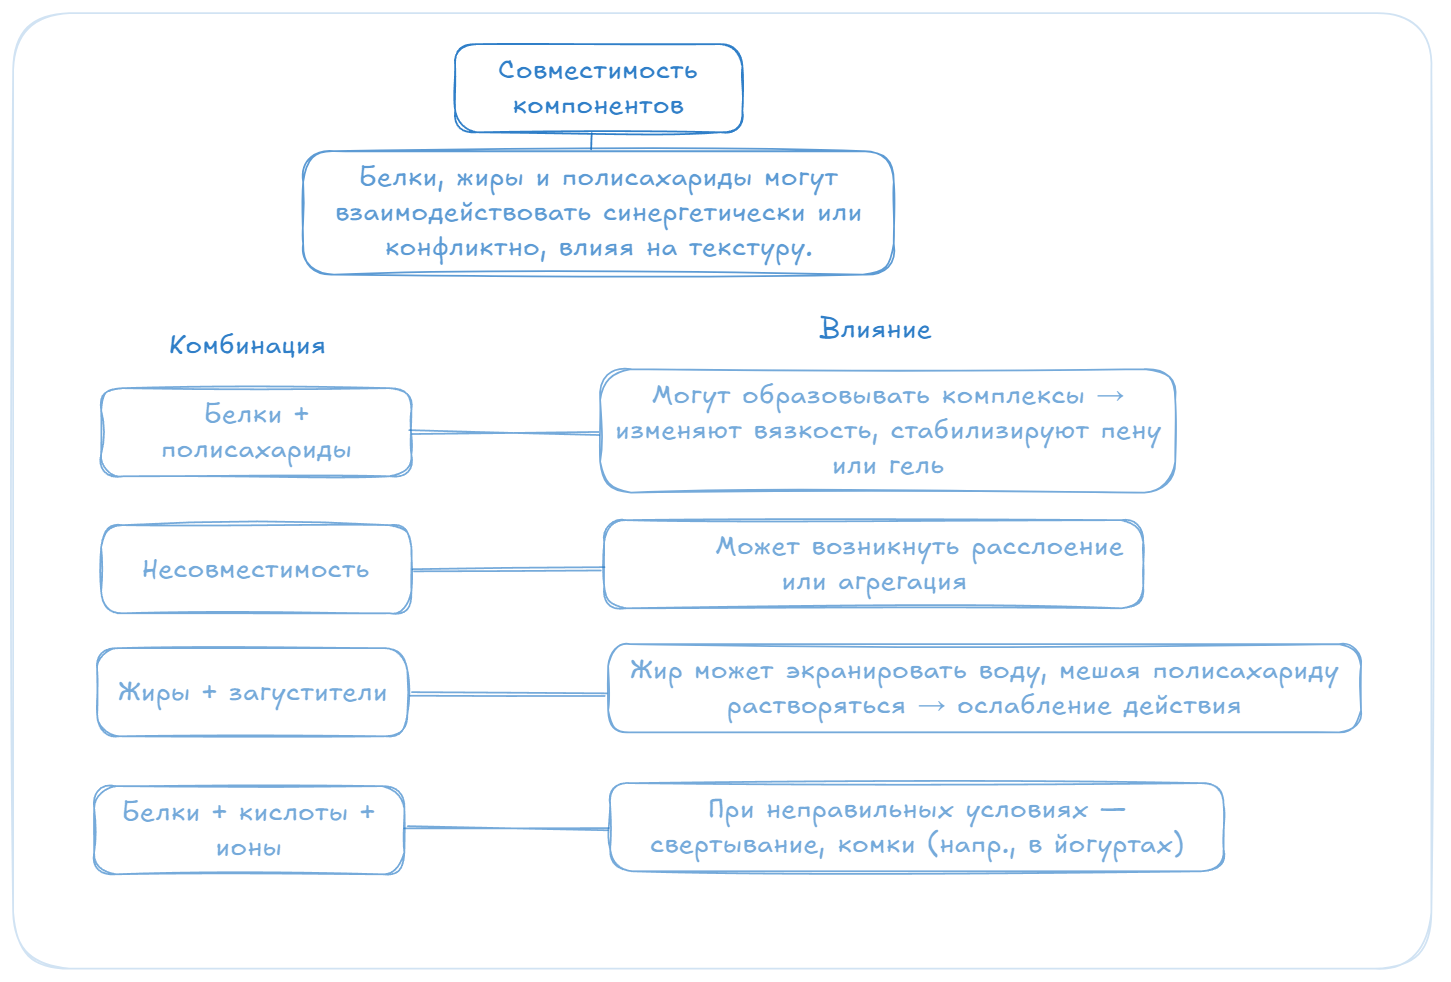 Совместимость
компонентов
Белки, жиры и полисахариды могут
взаимодействовать синергетически или
конфликтно, влияя на текстуру.
Комбинация
Влияние
Белки +
полисахариды
Могут образовывать комплексы →
изменяют вязкость, стабилизируют пену
или гель
Несовместимость
Может возникнуть расслоение
или агрегация
Жиры + загустители
Жир может экранировать воду, мешая полисахариду
растворяться → ослабление действия
Белки + кислоты +
ионы
При неправильных условиях —
свертывание, комки (напр., в йогуртах)